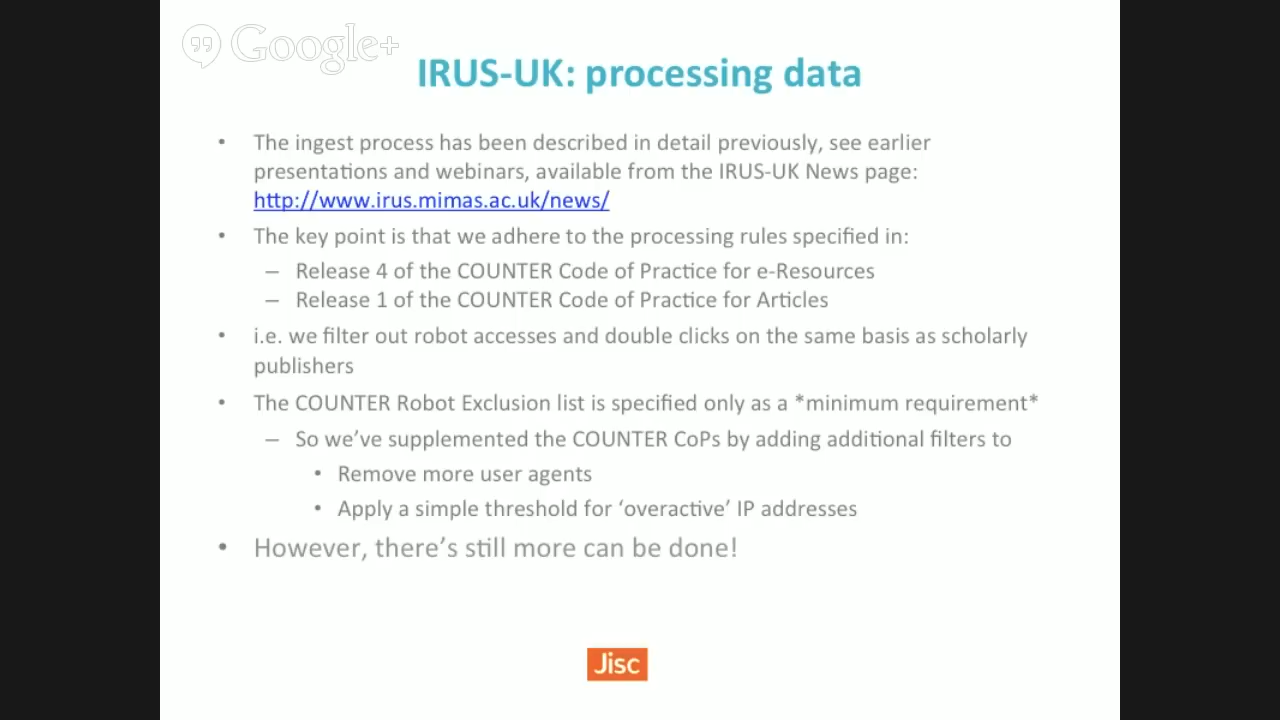 Google+
IRUS-UK: processing data
• The ingest process has been described in detail previously, see earlier
presentations and webinars, available from the IRUS-UK News page:
http://www.irus.mimas.ac.uk/news/
• The key point is that we adhere to the processing rules specified in:
– Release 4 of the COUNTER Code of Practice for e-Resources
– Release 1 of the COUNTER Code of Practice for Articles
• i.e. we filter out robot accesses and double clicks on the same basis as scholarly
publishers
• The COUNTER Robot Exclusion list is specified only as a *minimum requirement*
– So we’ve supplemented the COUNTER CoPs by adding additional filters to
• Remove more user agents
• Apply a simple threshold for ‘overactive’ IP addresses
• However, there’s still more can be done!
Jisc